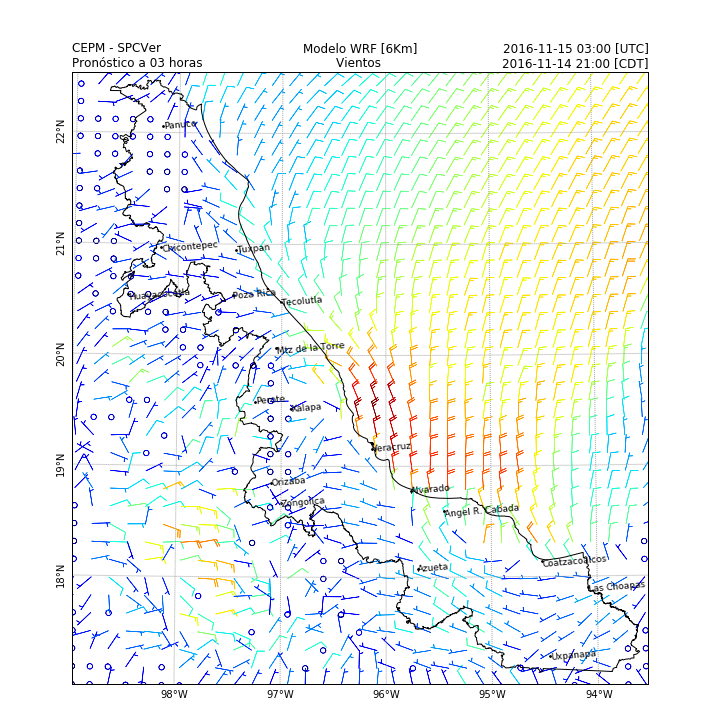 CEPM - SPCVer
Modelo WRF [6Km]
2016-11-15 03:00 [UTC]
Pronóstico a 03 horas
Vientos
2016-11-14 21:00 [CDT]
22°N
Panuco
21°N
Chicontepec
Tuxpan
Huayacocotla
Poza Rica
Tecolutla
20°N
Mtz de la Torre
Perote
Xalapa
Veracruz
19°N
Orizaba
Alvarado
Zongolica
Angel R. Cabada
18°N
Azueta
Coatzacoalcos
Las Choapas
Uxpanapa
98°W
97°W
96°W
95°W
94°W